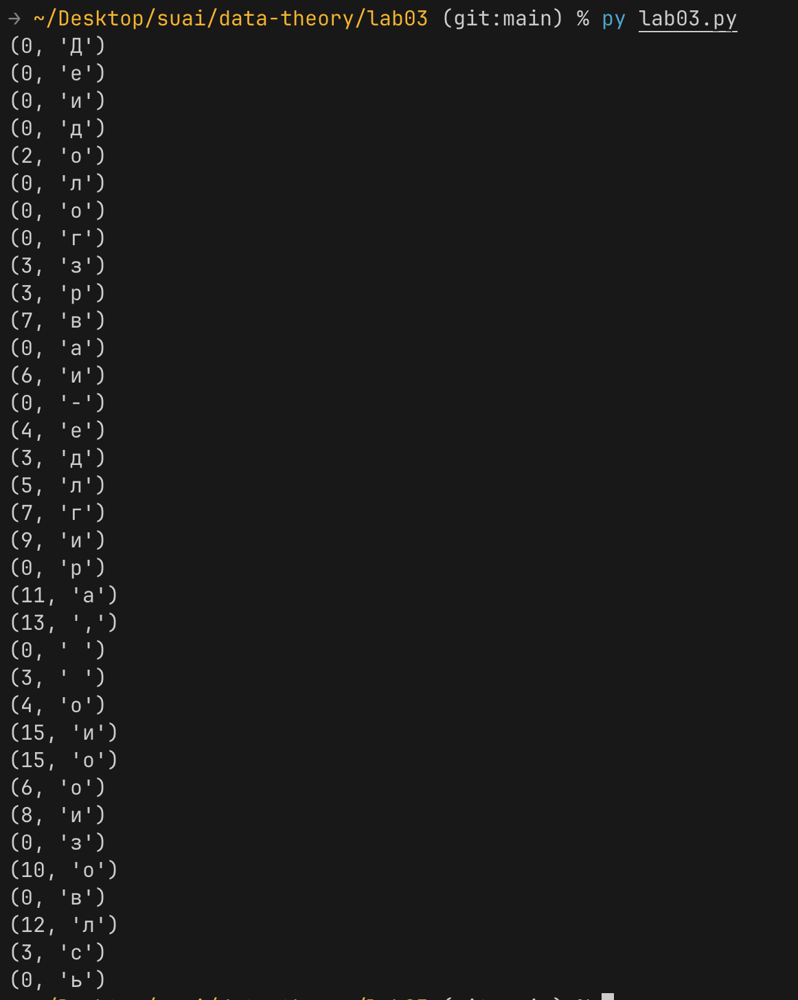 → ~/Desktop/suai/data-theory/lab03 (git:main) % py lab03.py
(0, 'Д')
(0, 'е')
(0, 'и')
(0, 'д')
(2, 'о')
(0, 'л')
(0, 'о')
(0, 'г')
(3, 'з')
(3, 'р')
(7, 'в')
(0, 'а')
(6, 'и')
(0, '-')
(4, 'е')
(3, 'д')
(5, 'л')
(7, 'г')
(9, 'и')
(0, 'р')
(11, 'а')
(13, ',')
(0, ' ')
(3, ' ')
(4, 'о')
(15, 'и')
(15, 'о')
(6, 'о')
(8, 'и')
(0, 'з')
(10, 'о')
(0, 'в')
(12, 'л')
(3, 'с')
(0, 'ь')